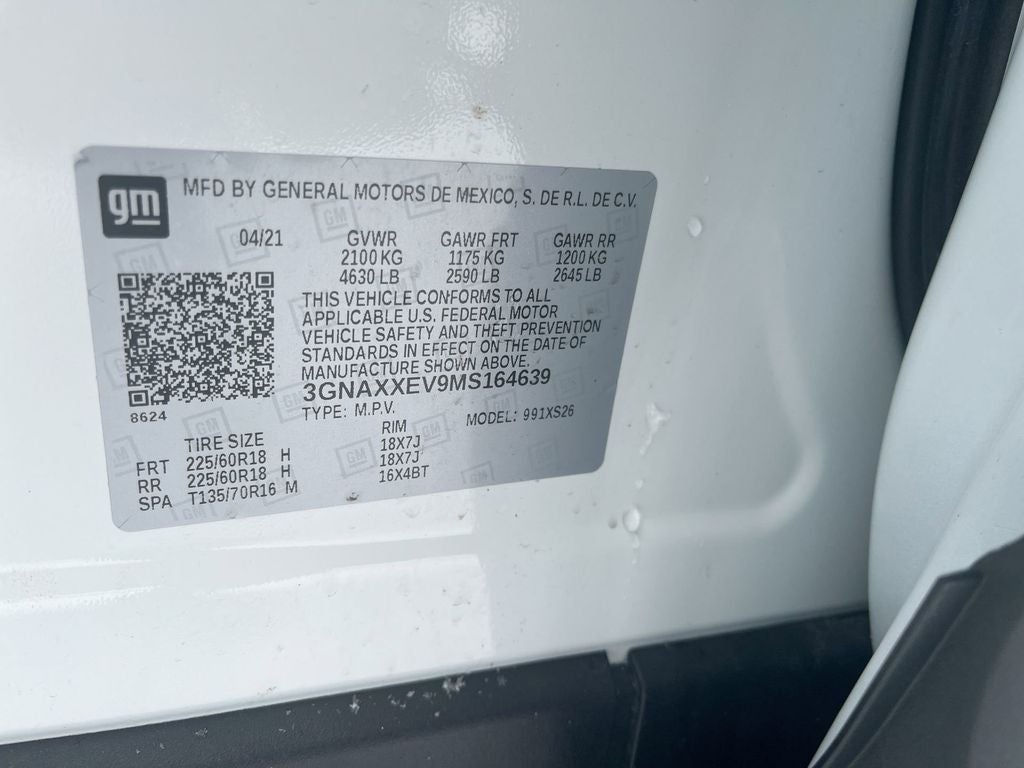 gm
MFD BY GENERAL MOTORS DE MEXICO, S. DE R.L. DE C.V.
04/21 GVWR GAWR FRT GAWR RR
2100 KG 1175 KG 1200 KG
4630 LB 2590 LB 2645 LB
THIS VEHICLE CONFORMS TO ALL
APPLICABLE U.S. FEDERAL MOTOR
VEHICLE SAFETY AND THEFT PREVENTION
STANDARDS IN EFFECT ON THE DATE OF
MANUFACTURE SHOWN ABOVE.
3GNAXXEV9MS164639
8624
TYPE: M.P.V. MODEL: 991XS26
TIRE SIZE RIM
FRT 225/60R18 H 18X7J
RR 225/60R18 H 18X7J
SPA T135/70R16 M 16X4BT